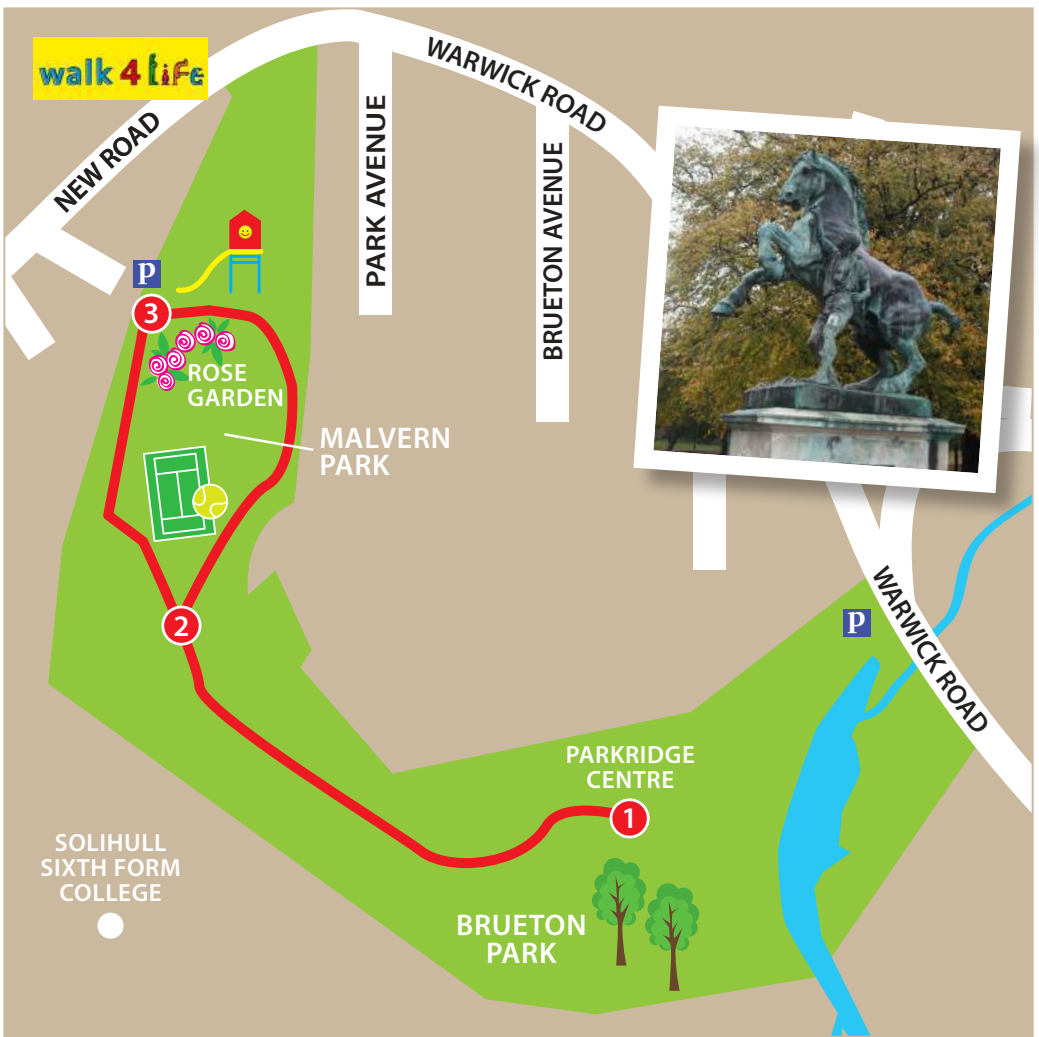 walk 4 life
NEW ROAD
WARWICK ROAD
PARK AVENUE
BRUETON AVENUE
P
3
ROSE
GARDEN
MALVERN
PARK
2
P
WARWICK ROAD
PARKRIDGE
CENTRE
1
SOLIHULL
SIXTH FORM
COLLEGE
BRUETON
PARK